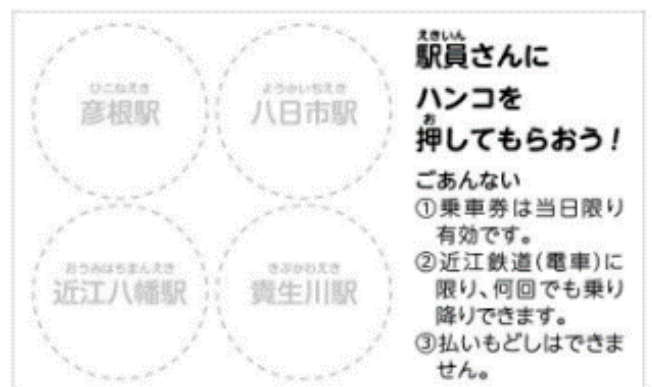 ひこねえき
彦根駅
ようかいちえき
八日市駅
おうみはちまんえき
近江八幡駅
きぶかわえき
貴生川駅
えきいん
駅員さんに
ハンコを
お
押してもらおう!
ごあんない
①乗車券は当日限り
有効です。
②近江鉄道(電車)に
限り、何回でも乗り
降りできます。
③払いもどしはできま
せん。